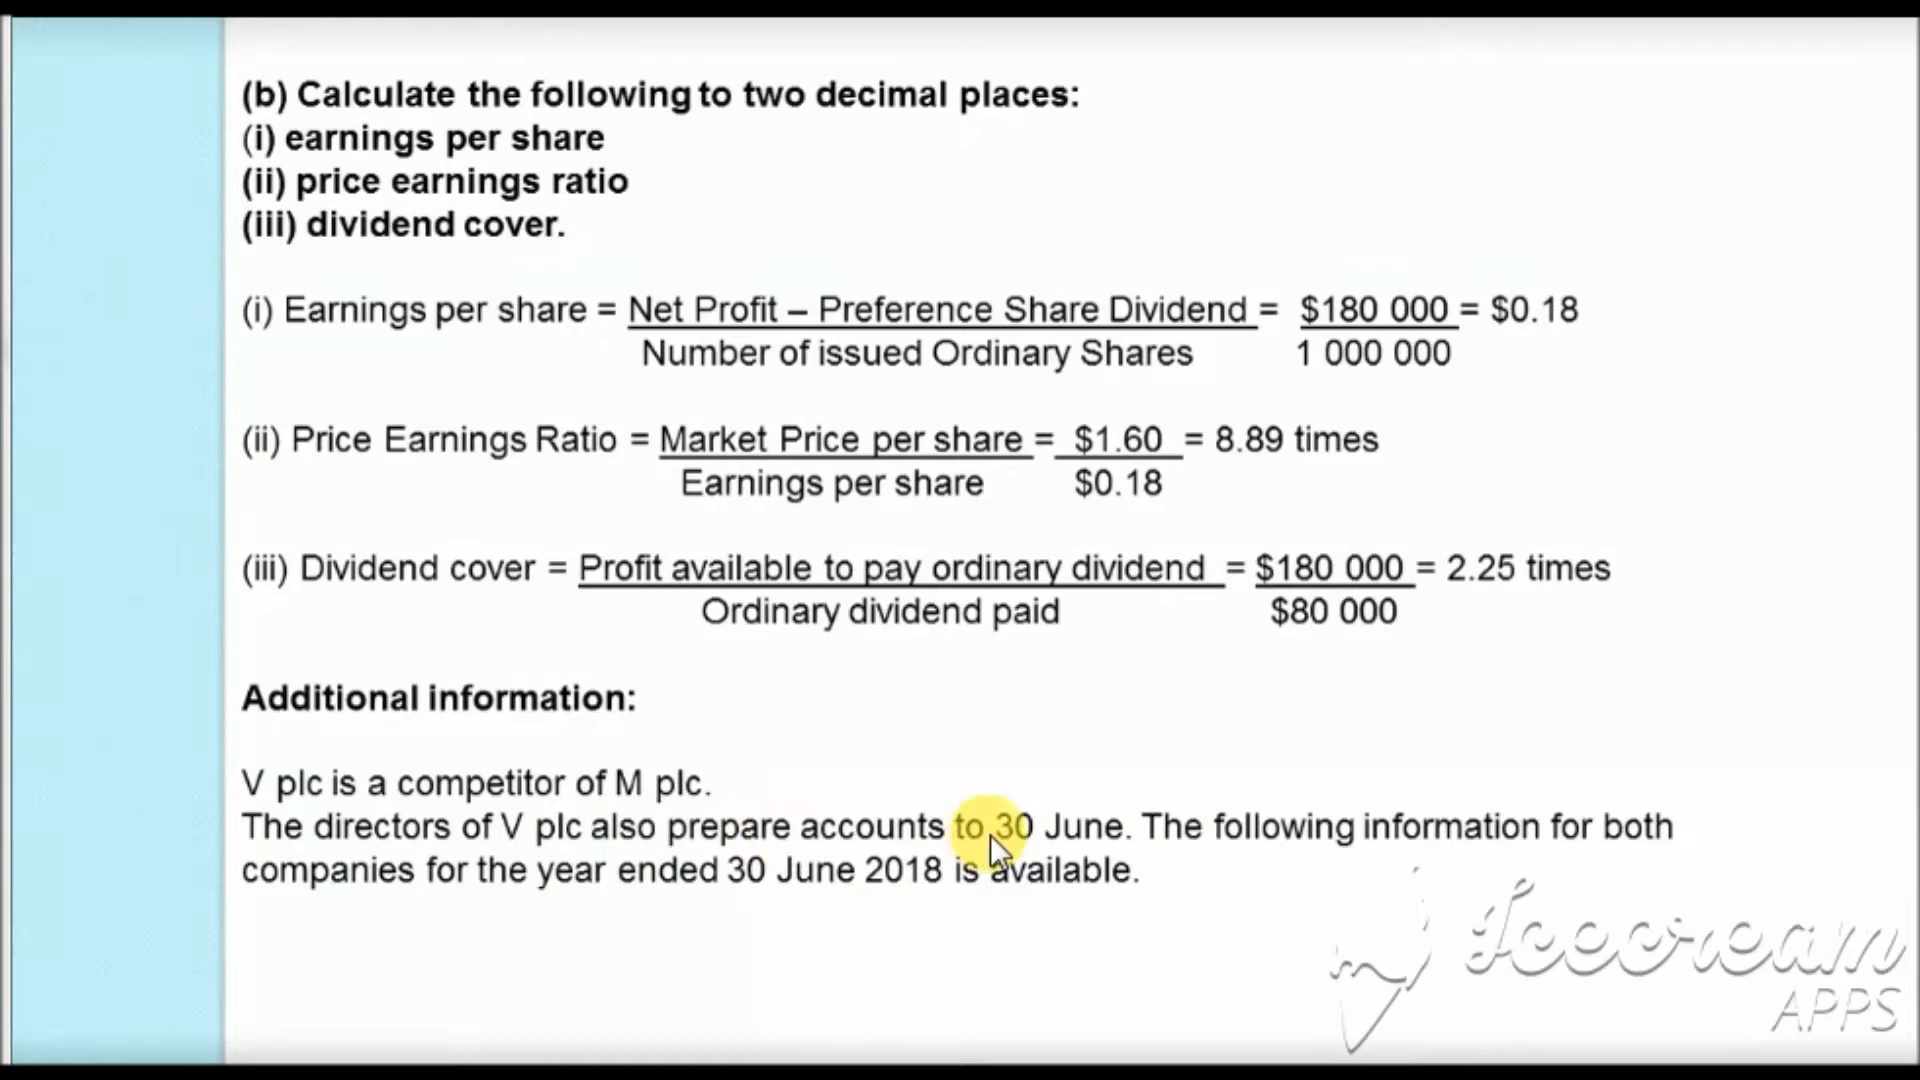 (b) Calculate the following to two decimal places:
(i) earnings per share
(ii) price earnings ratio
(iii) dividend cover.
(i) Earnings per share = Net Profit – Preference Share Dividend = $180 000 = $0.18
Number of issued Ordinary Shares 1 000 000
(ii) Price Earnings Ratio = Market Price per share = $1.60 = 8.89 times
Earnings per share $0.18
(iii) Dividend cover = Profit available to pay ordinary dividend = $180 000 = 2.25 times
Ordinary dividend paid $80 000
Additional information:
V plc is a competitor of M plc.
The directors of V plc also prepare accounts to 30 June. The following information for both
companies for the year ended 30 June 2018 is available.
Icecream
APPS